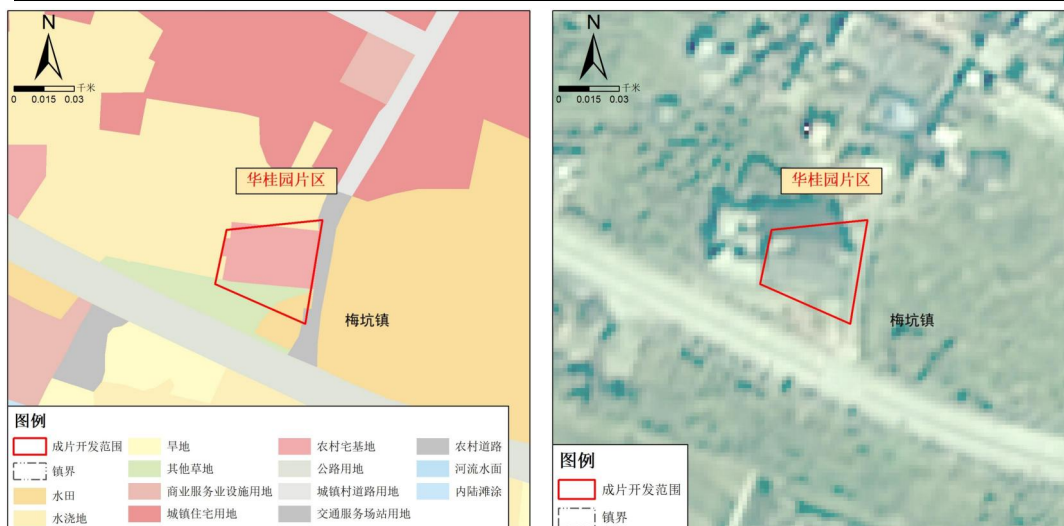 N
千米
0 0.015 0.03
华桂园片区
梅坑镇
图例
成片开发范围
镇界
水田
水浇地
旱地
其他草地
商业服务业设施用地
城镇住宅用地
农村宅基地
公路用地
城镇村道路用地
交通服务场站用地
农村道路
河流水面
内陆滩涂
N
千米
0 0.015 0.03
华桂园片区
梅坑镇
图例
成片开发范围
镇界